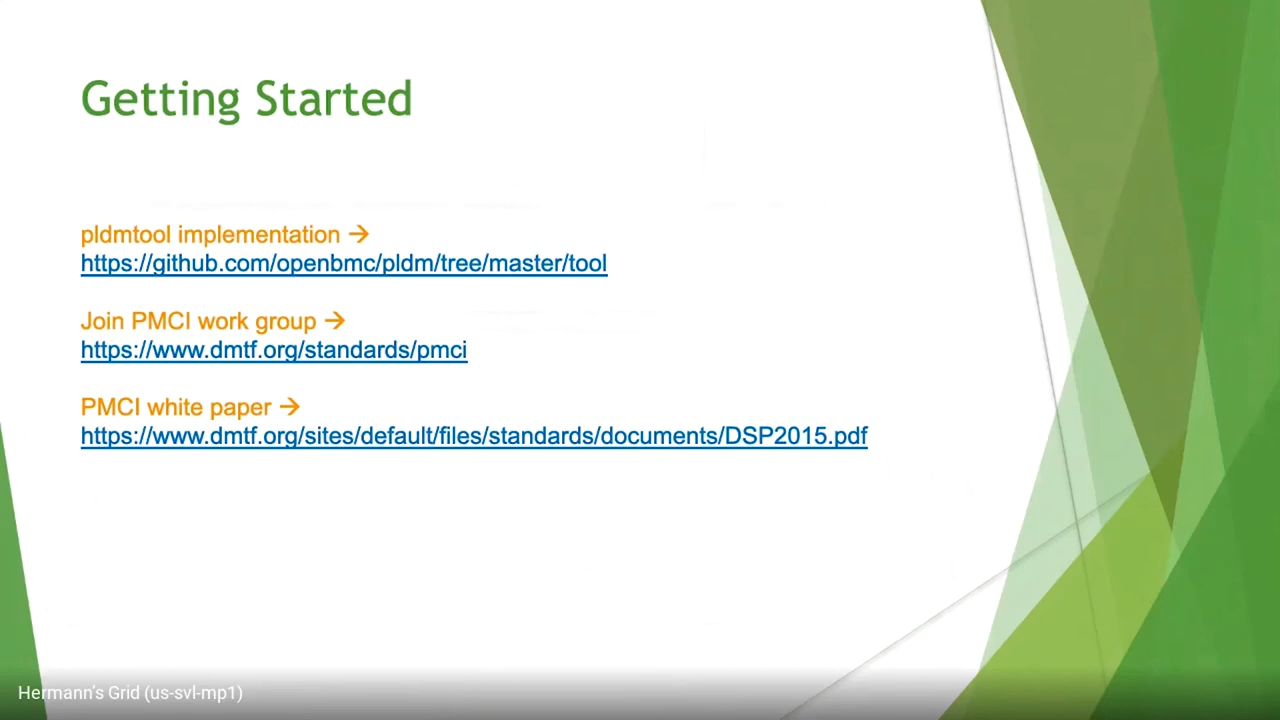 Getting Started
pldmtool implementation →
https://github.com/openbmc/pldm/tree/master/tool
Join PMCI work group →
https://www.dmtf.org/standards/pmci
PMCI white paper →
https://www.dmtf.org/sites/default/files/standards/documents/DSP2015.pdf
Hermann's Grid (us-svl-mp1)